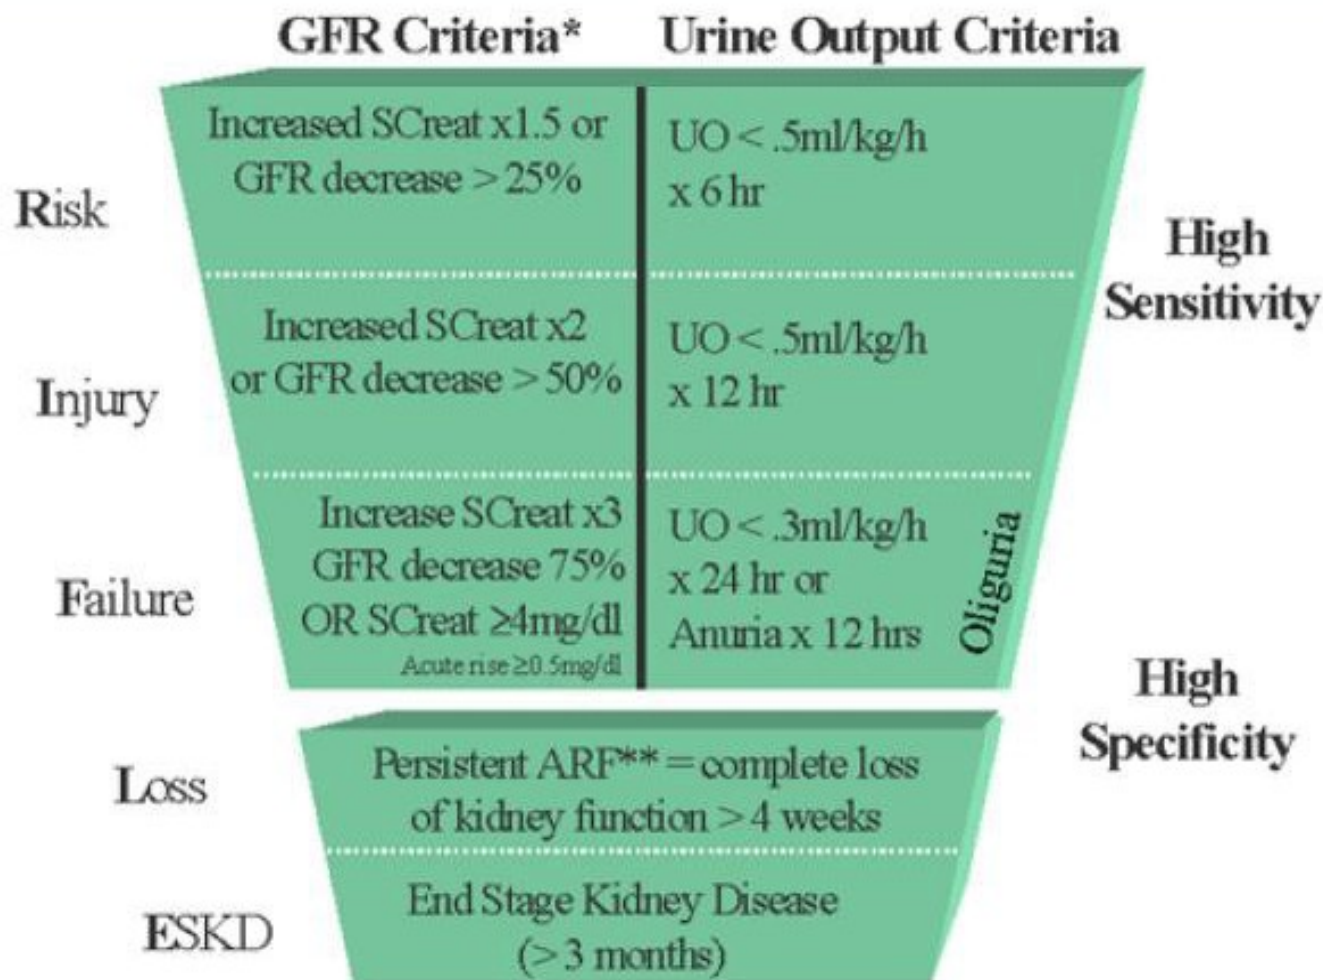 GFR Criteria* Urine Output Criteria
Risk
Increased SCreat x1.5 or
GFR decrease > 25%
UO < .5ml/kg/h
x 6 hr
High
Sensitivity
Injury
Increased SCreat x2
or GFR decrease > 50%
UO < .5ml/kg/h
x 12 hr
Failure
Increase SCreat x3
GFR decrease 75%
OR SCreat ≥4mg/dl
Acute rise ≥0.5mg/dl
UO < .3ml/kg/h
x 24 hr or
Anuria x 12 hrs
Oliguria
High
Specificity
Loss
Persistent ARF** = complete loss
of kidney function > 4 weeks
ESKD
End Stage Kidney Disease
(> 3 months)